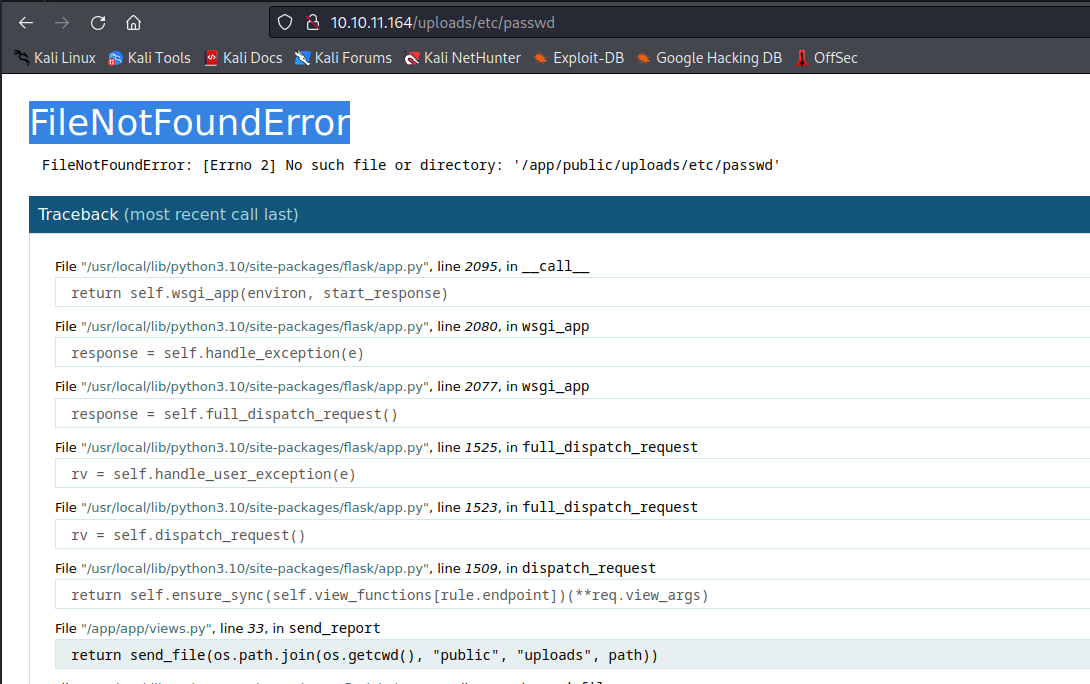 10.10.11.164/uploads/etc/passwd
Kali Linux Kali Tools Kali Docs Kali Forums Kali NetHunter Exploit-DB Google Hacking DB OffSec
FileNotFoundError
FileNotFoundError: [Errno 2] No such file or directory: '/app/public/uploads/etc/passwd'
Traceback (most recent call last)
File "/usr/local/lib/python3.10/site-packages/flask/app.py", line 2095, in __call__
return self.wsgi_app(environ, start_response)
File "/usr/local/lib/python3.10/site-packages/flask/app.py", line 2080, in wsgi_app
response = self.handle_exception(e)
File "/usr/local/lib/python3.10/site-packages/flask/app.py", line 2077, in wsgi_app
response = self.full_dispatch_request()
File "/usr/local/lib/python3.10/site-packages/flask/app.py", line 1525, in full_dispatch_request
rv = self.handle_user_exception(e)
File "/usr/local/lib/python3.10/site-packages/flask/app.py", line 1523, in full_dispatch_request
rv = self.dispatch_request()
File "/usr/local/lib/python3.10/site-packages/flask/app.py", line 1509, in dispatch_request
return self.ensure_sync(self.view_functions[rule.endpoint])(**req.view_args)
File "/app/app/views.py", line 33, in send_report
return send_file(os.path.join(os.getcwd(), "public", "uploads", path))